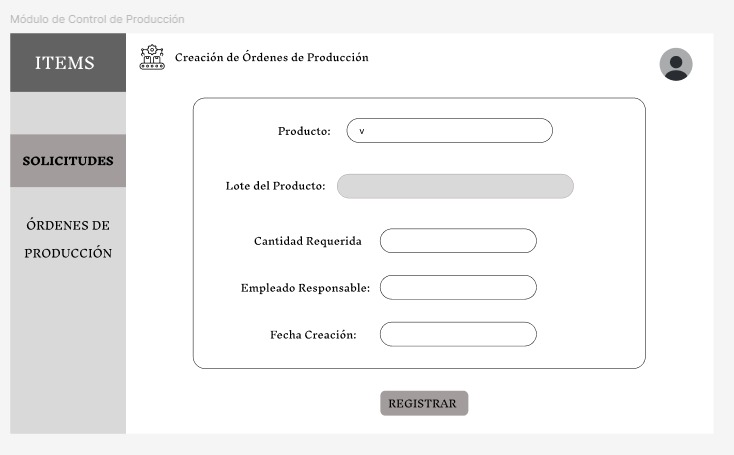 Módulo de Control de Producción
ITEMS
Creación de Órdenes de Producción
SOLICITUDES
ÓRDENES DE
PRODUCCIÓN
Producto:
v
Lote del Producto:
Cantidad Requerida
Empleado Responsable:
Fecha Creación:
REGISTRAR